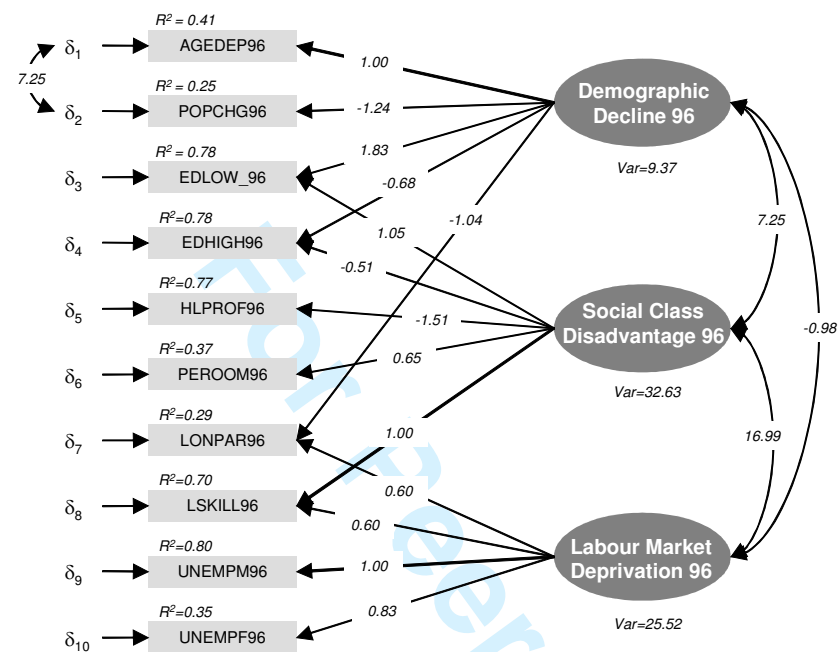 R² = 0.41
δ1
AGEDEP96
1.00
7.25
R² = 0.25
δ2
POPCHG96
-1.24
Demographic
Decline 96
Var=9.37
R² = 0.78
δ3
EDLOW_96
1.83
-0.68
R²=0.78
δ4
EDHIGH96
1.05
-0.51
-1.04
7.25
R²=0.77
δ5
HLPROF96
-1.51
Social Class
Disadvantage 96
Var=32.63
-0.98
R²=0.37
δ6
PEROOM96
0.65
R²=0.29
δ7
LONPAR96
1.00
16.99
R²=0.70
δ8
LSKILL96
0.60
0.60
R²=0.80
δ9
UNEMPM96
1.00
Labour Market
Deprivation 96
Var=25.52
R²=0.35
δ10
UNEMPF96
0.83
For Peer